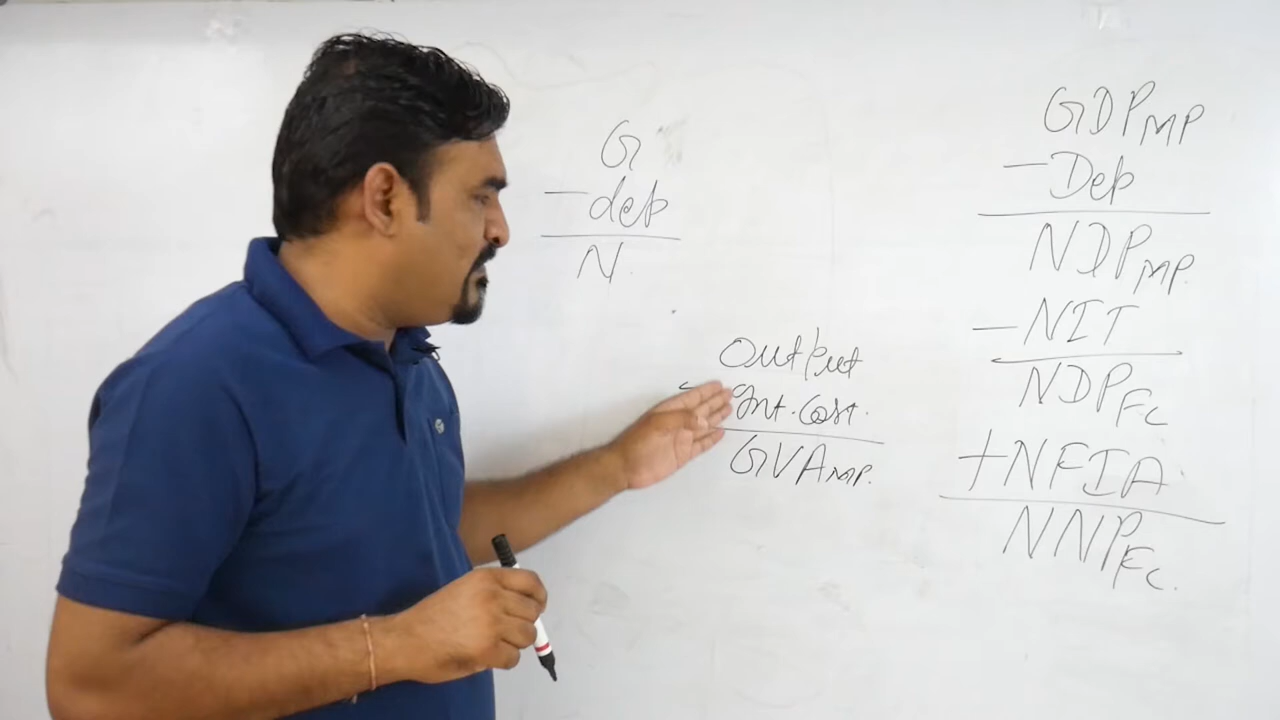 G
- dep
N.
Output
- Int. Cost.
GVAMP.
GDPMP
- Dep
NDPMP.
- NIT
NDPFC
+ NFIA.
NNPFC.